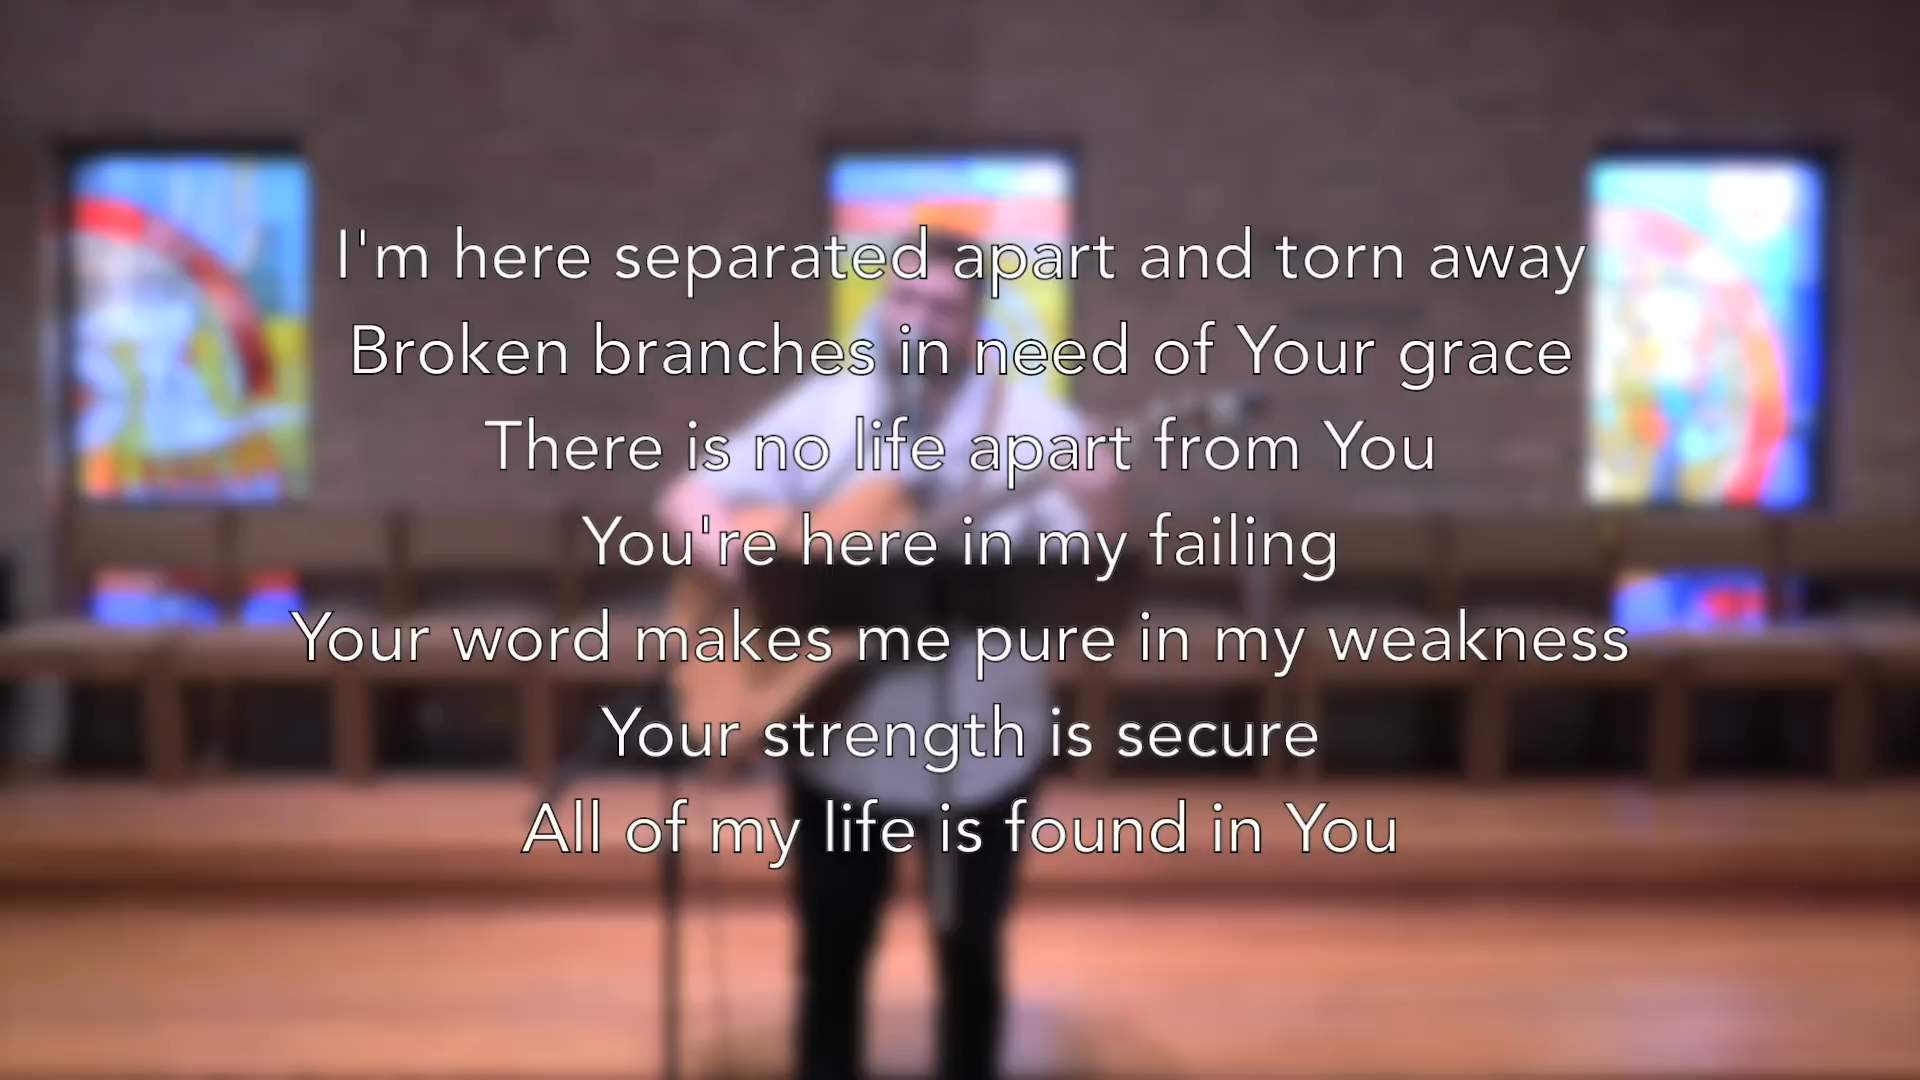 I'm here separated apart and torn away
Broken branches in need of Your grace
There is no life apart from You
You're here in my failing
Your word makes me pure in my weakness
Your strength is secure
All of my life is found in You